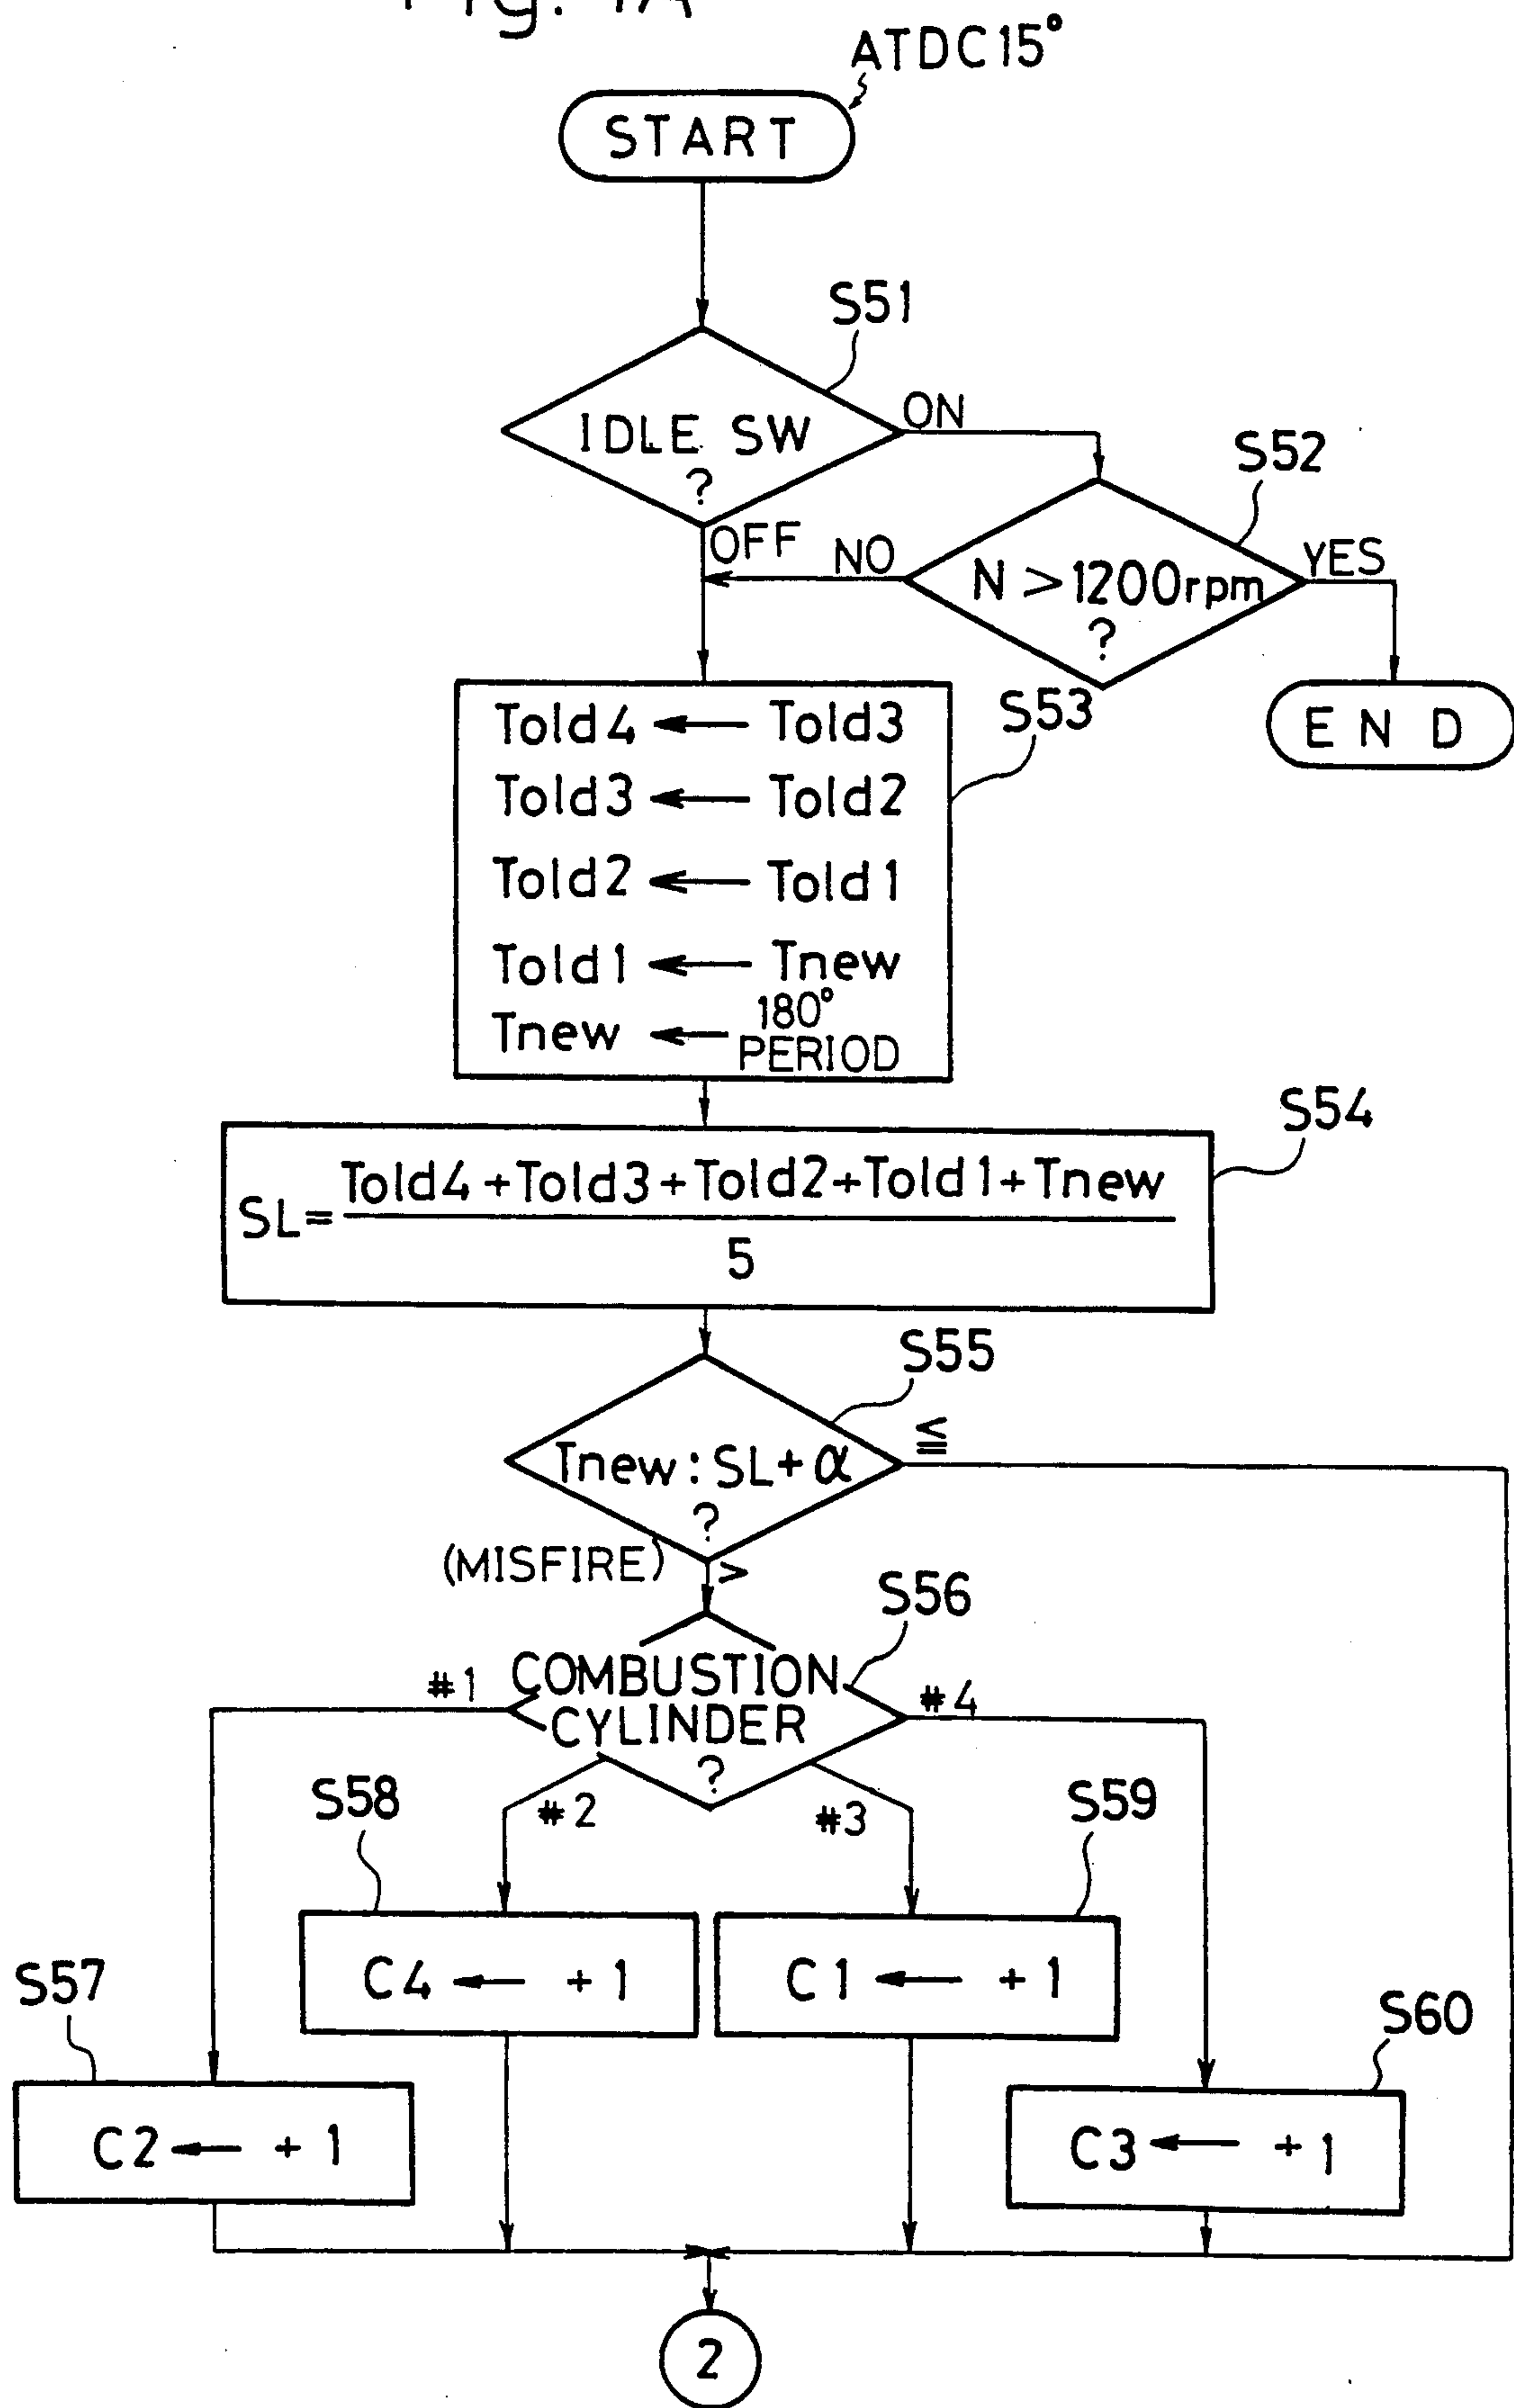 Fig. 4A
ATDC15°
START
S51
IDLE SW
?
ON
OFF
S52
N > 1200rpm
?
NO
YES
END
S53
Told4 ← Told3
Told3 ← Told2
Told2 ← Told1
Told1 ← Tnew
Tnew ← 180° PERIOD
S54
SL= Told4+Told3+Told2+Told1+Tnew
5
S55
Tnew : SL+α
?
≦
(MISFIRE) >
S56
COMBUSTION
CYLINDER
?
#1
#4
#2
#3
S58
S59
C4 ← +1
C1 ← +1
S57
S60
C2 ← +1
C3 ← +1
2